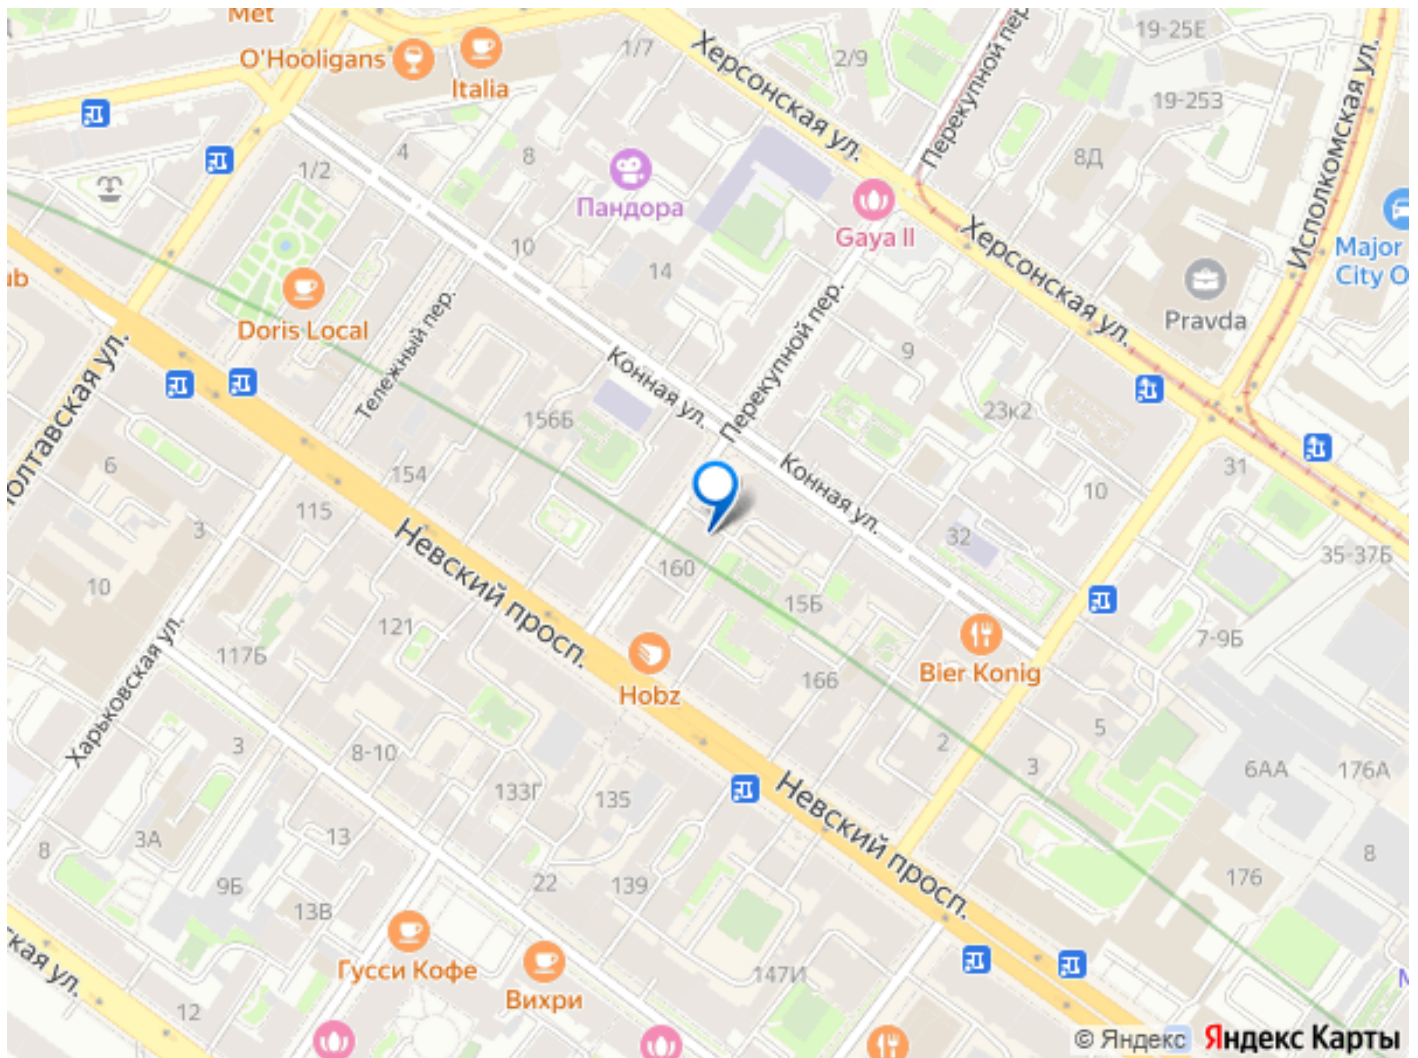 Met
O'Hooligans
Italia
1/7
Херсонская ул.
2/9
Перекупной пер.
19-25Е
19-253
Исполкомская ул.
4
8
1/2
8Д
Пандора
Gaya II
Херсонская ул.
Major
City O
10
14
ub
Doris Local
Тележный пер.
Pravda
Конная ул.
Перекупной пер.
9
23к2
Полтавская ул.
156Б
6
154
115
3
Конная ул.
10
31
32
35-37Б
Невский просп.
160
15Б
10
121
117Б
7-9Б
Bier Konig
Hobz
166
Харьковская ул.
3
8-10
2
5
3
6АА
176А
133Г
135
Невский просп.
8
3А
13
9Б
13В
22
139
176
8
Гусси Кофе
Вихри
147И
ская ул.
12
© Яндекс Яндекс Карты